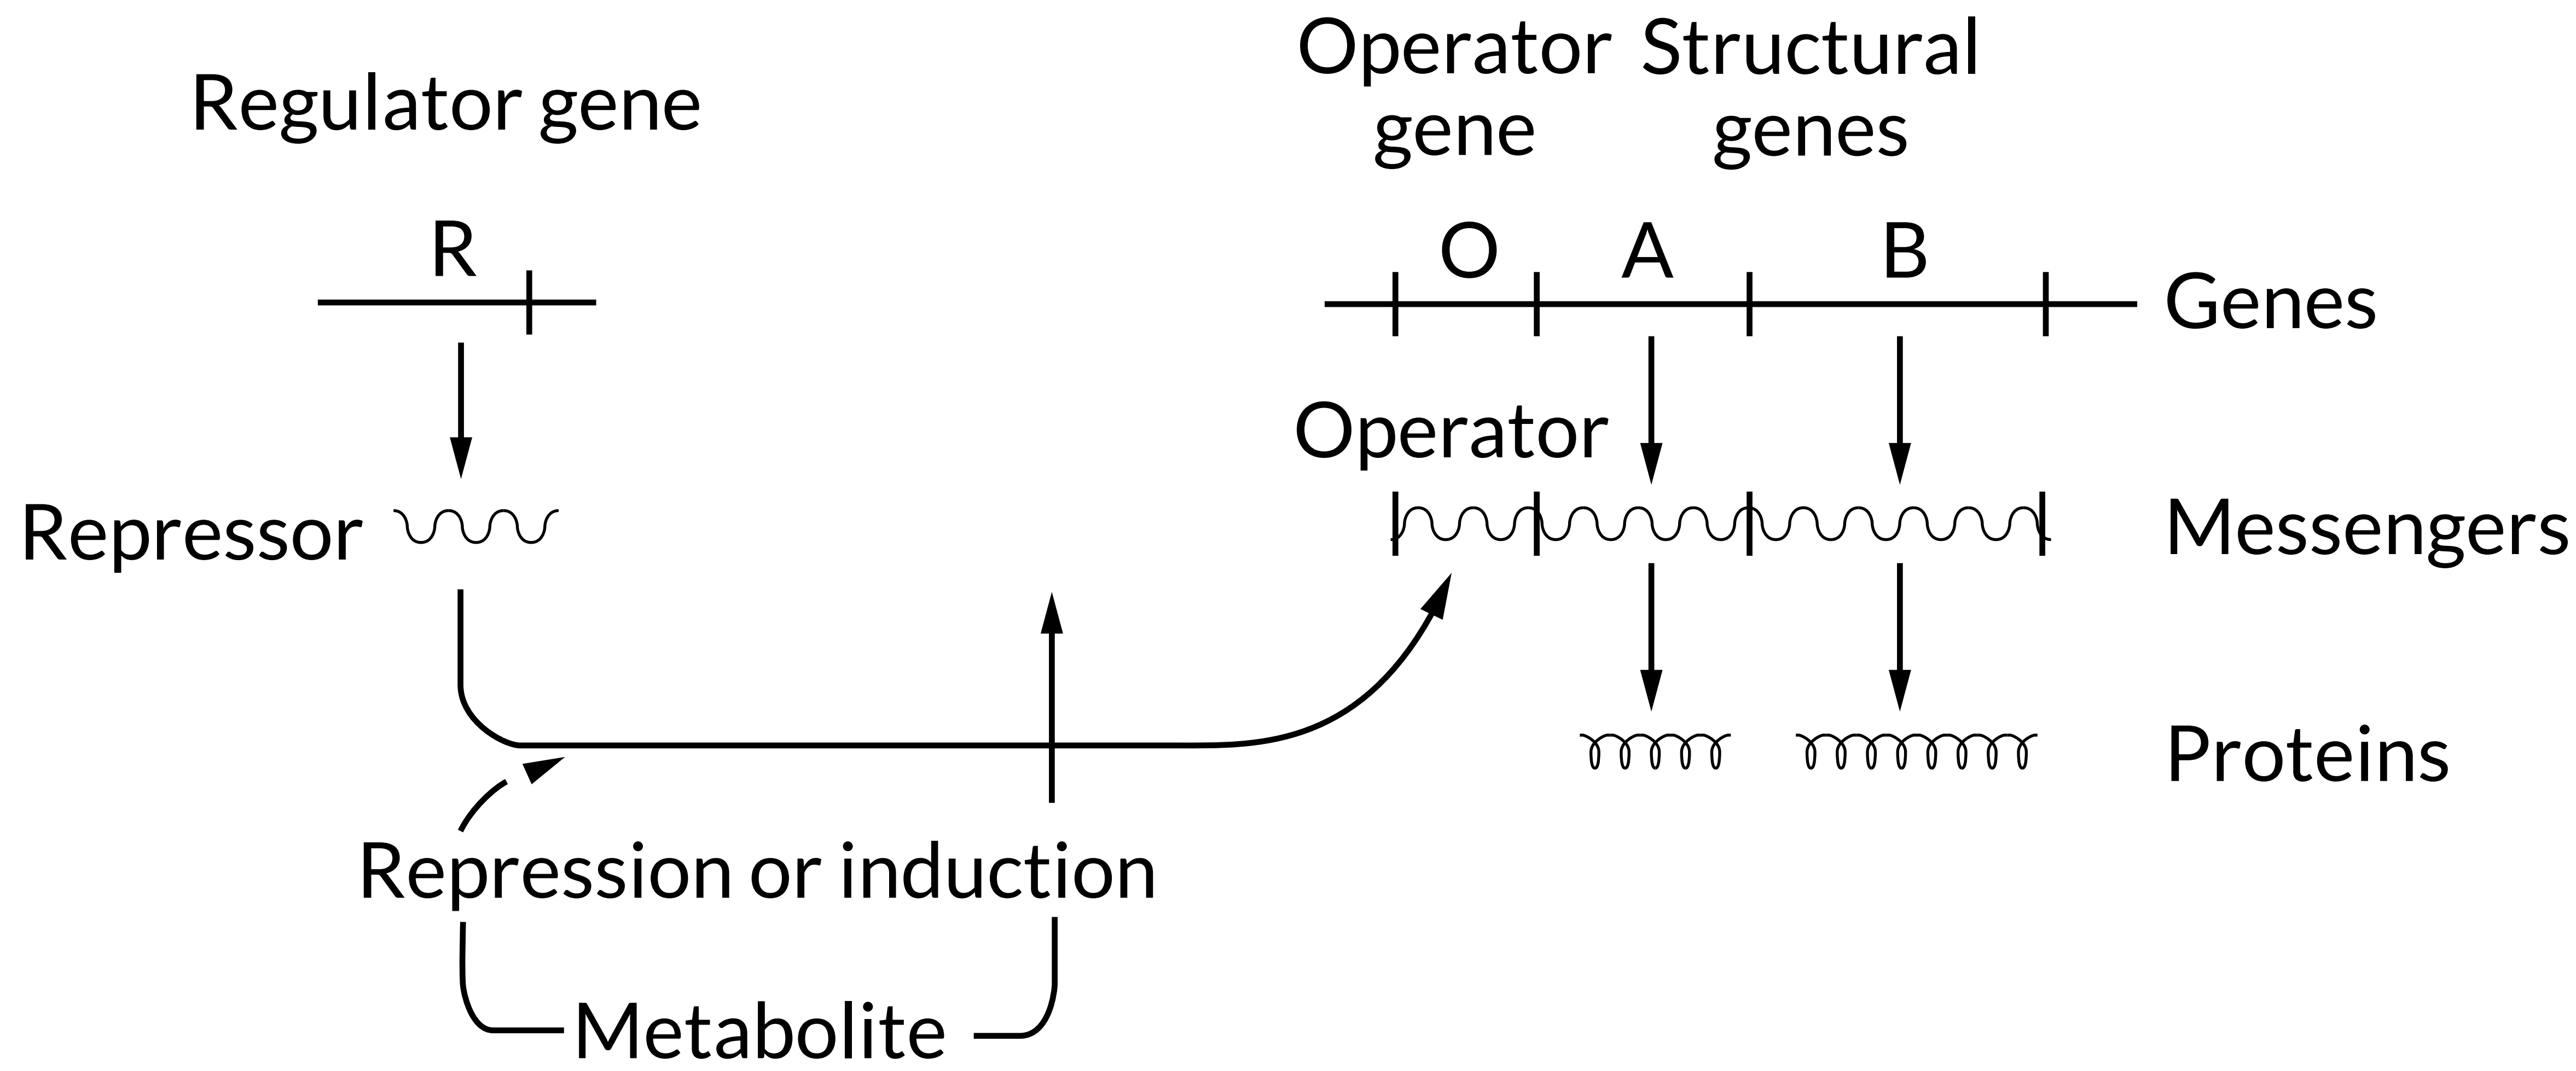 Regulator gene
Operator gene
Structural genes
R
O
A
B
Genes
Operator
Repressor
Messengers
Proteins
Repression or induction
Metabolite